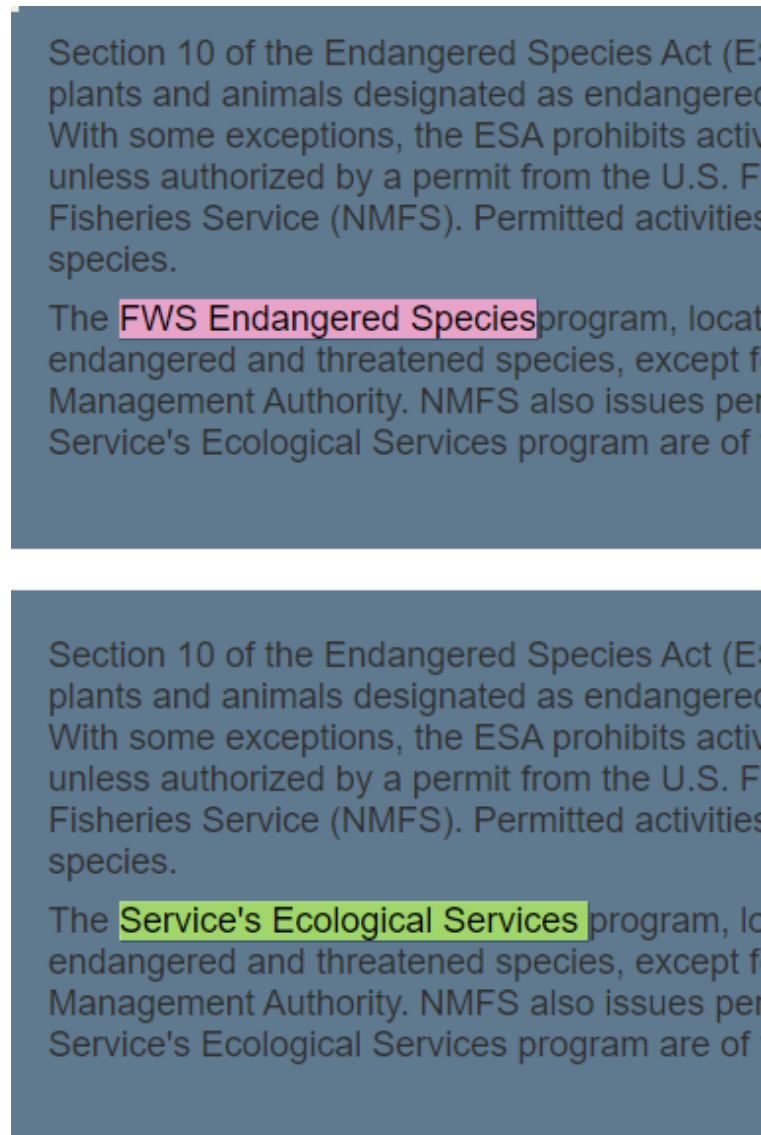 Section 10 of the Endangered Species Act (ES
plants and animals designated as endangered
With some exceptions, the ESA prohibits activ
unless authorized by a permit from the U.S. F
Fisheries Service (NMFS). Permitted activities
species.
The FWS Endangered Speciesprogram, locat
endangered and threatened species, except f
Management Authority. NMFS also issues per
Service's Ecological Services program are of
Section 10 of the Endangered Species Act (ES
plants and animals designated as endangered
With some exceptions, the ESA prohibits activ
unless authorized by a permit from the U.S. F
Fisheries Service (NMFS). Permitted activities
species.
The Service's Ecological Services program, lo
endangered and threatened species, except f
Management Authority. NMFS also issues per
Service's Ecological Services program are of